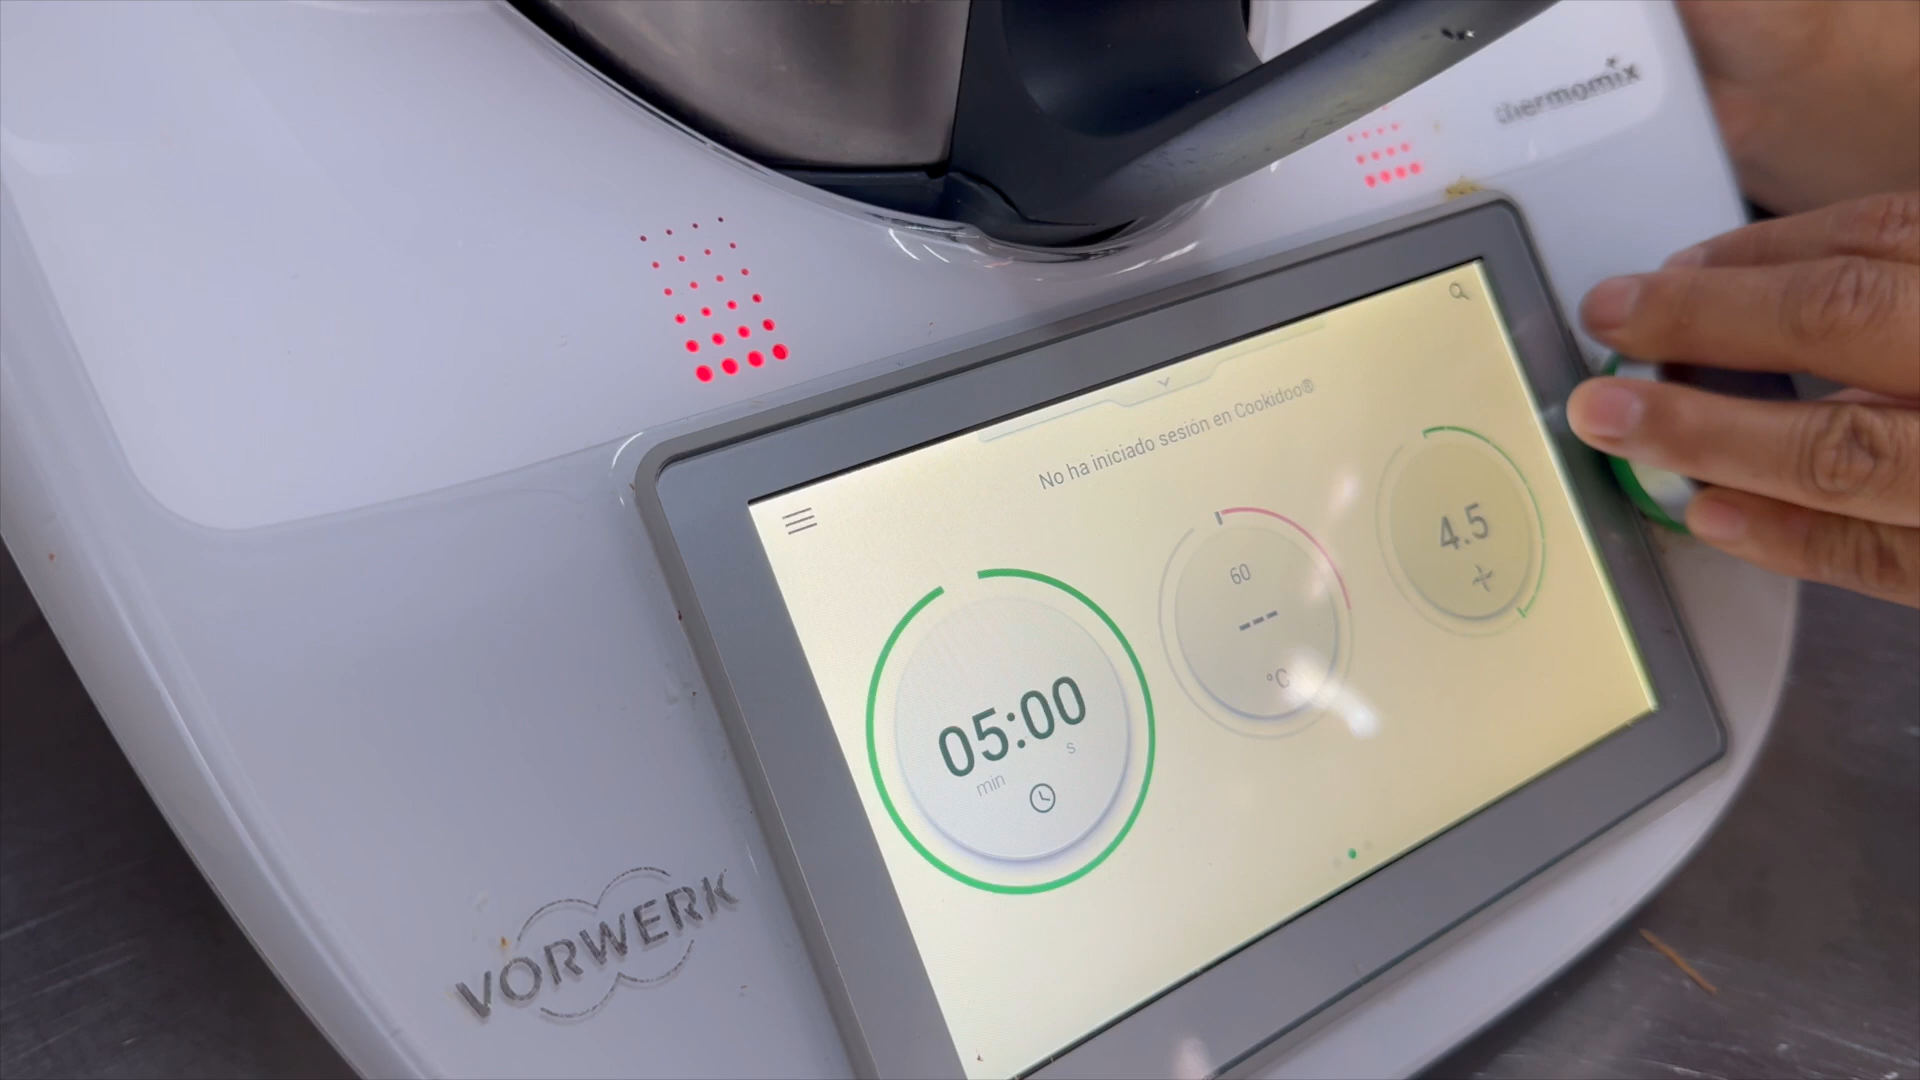 thermomix
No ha iniciado sesión en Cookidoo®
05:00
min
s
60
---
°C
4.5
VORWERK